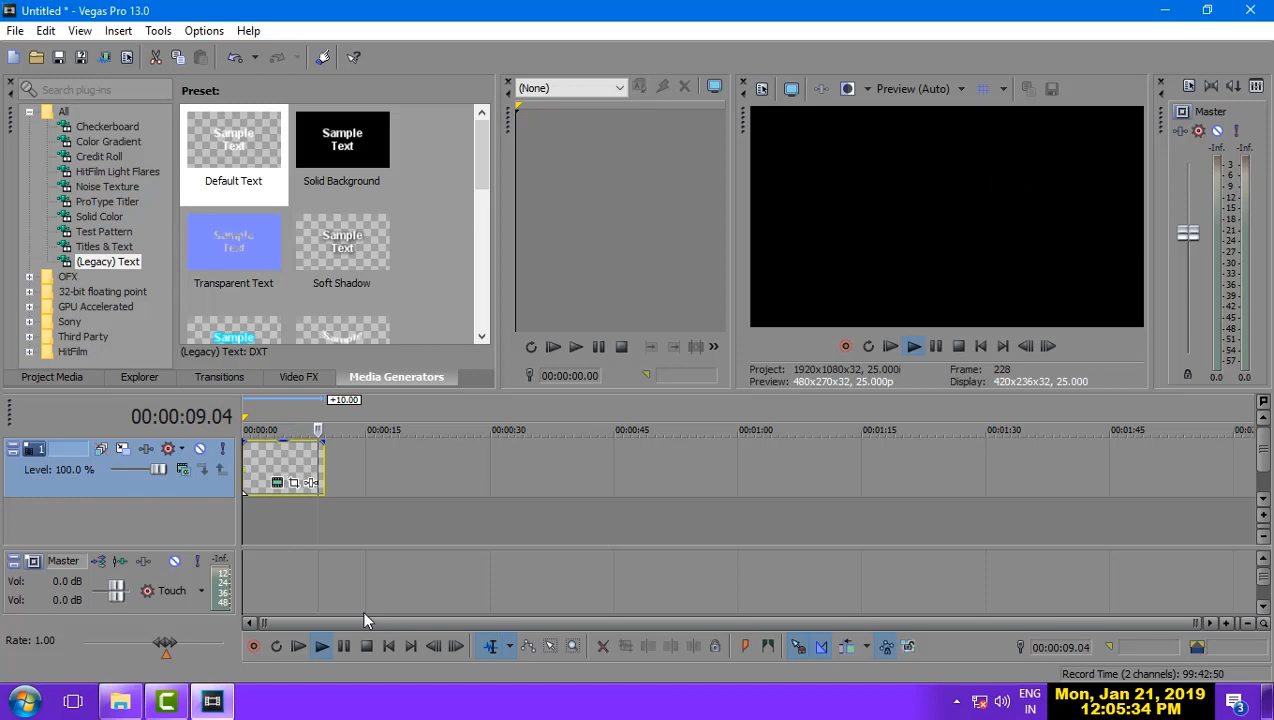 Untitled * - Vegas Pro 13.0
File Edit View Insert Tools Options Help
Search plug-ins
All
Checkerboard
Color Gradient
Credit Roll
HitFilm Light Flares
Noise Texture
ProType Titler
Solid Color
Test Pattern
Titles & Text
(Legacy) Text
OFX
32-bit floating point
GPU Accelerated
Sony
Third Party
HitFilm
Preset:
Sample
Text
Default Text
Sample
Text
Solid Background
Sample
Text
Transparent Text
Sample
Text
Soft Shadow
Sample
Sample
(Legacy) Text: DXT
Project Media Explorer Transitions Video FX Media Generators
(None)
00:00:00.00
Preview (Auto)
Project: 1920x1080x32, 25.000i
Preview: 480x270x32, 25.000p
Frame: 228
Display: 420x236x32, 25.000
Master
-Inf. -Inf.
3
6
9
12
15
18
21
24
27
30
33
36
39
42
45
48
51
54
57
0.0 0.0
00:00:09.04
+10.00
00:00:00 00:00:15 00:00:30 00:00:45 00:01:00 00:01:15 00:01:30 00:01:45 00:0
1
Level: 100.0 %
Master
-Inf.
Vol: 0.0 dB
Vol: 0.0 dB
Touch
12
24
36
48
Rate: 1.00
00:00:09.04
Record Time (2 channels): 99:42:50
ENG
IN
Mon, Jan 21, 2019
12:05:34 PM
3